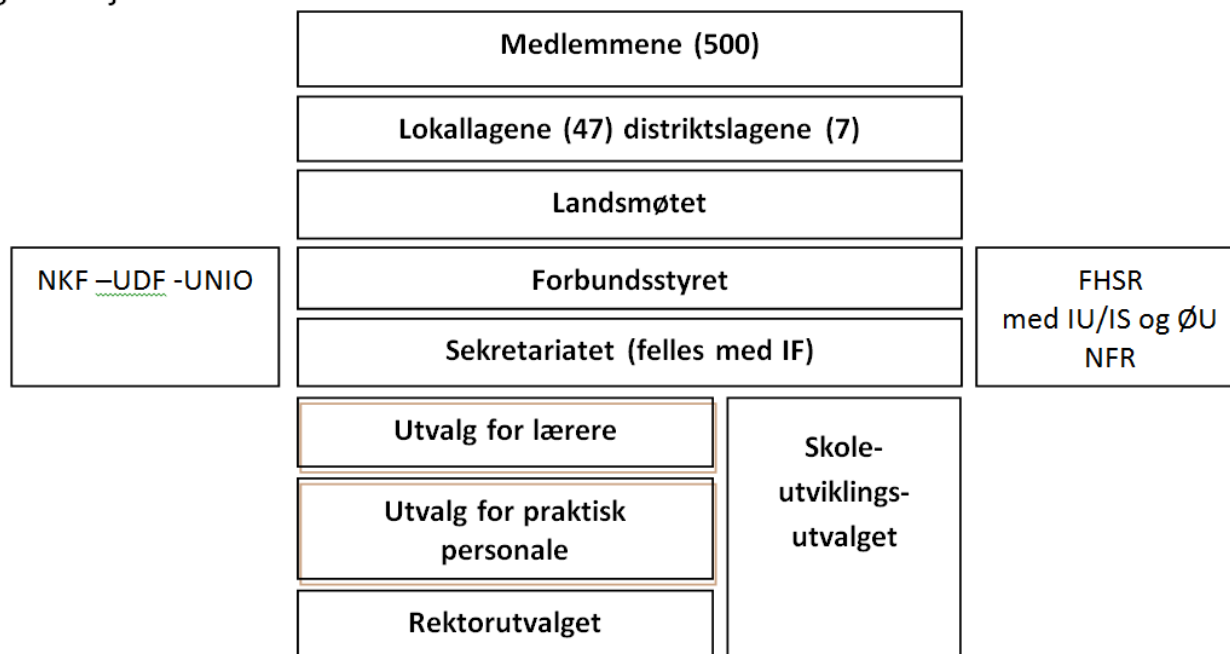 Medlemmene (500)
Lokallagene (47) distriktslagene (7)
Landsmøtet
NKF –UDF -UNIO
Forbundsstyret
FHSR
med IU/IS og ØU
NFR
Sekretariatet (felles med IF)
Utvalg for lærere
Utvalg for praktisk
personale
Rektorutvalget
Skole-
utviklings-
utvalget